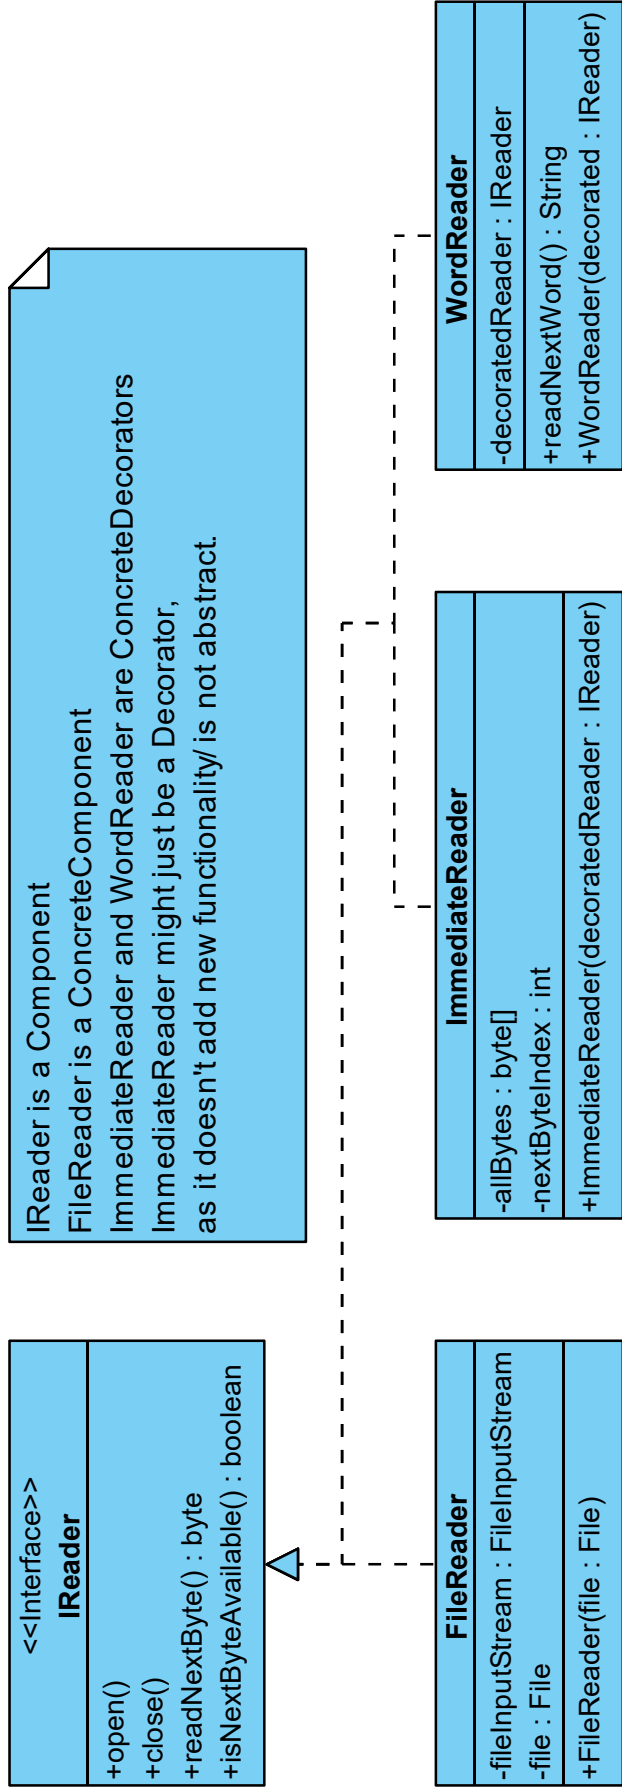 <<Interface>>
IReader
+open()
+close()
+readNextByte() : byte
+isNextByteAvailable() : boolean
IReader is a Component
FileReader is a ConcreteComponent
ImmediateReader and WordReader are ConcreteDecorators
ImmediateReader might just be a Decorator,
as it doesn't add new functionality/ is not abstract.
FileReader
-fileInputStream : FileInputStream
-file : File
+FileReader(file : File)
ImmediateReader
-allBytes : byte[]
-nextByteIndex : int
+ImmediateReader(decoratedReader : IReader)
WordReader
-decoratedReader : IReader
+readNextWord() : String
+WordReader(decorated : IReader)